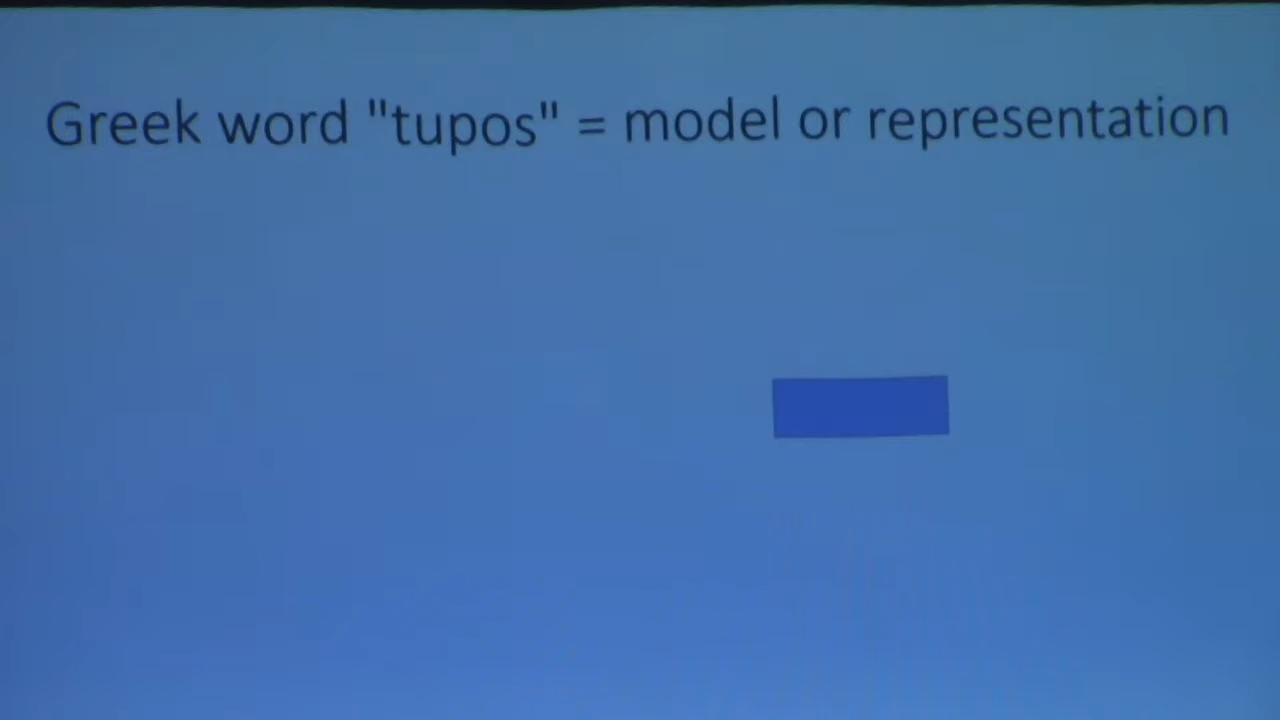 Greek word "tupos" = model or representation